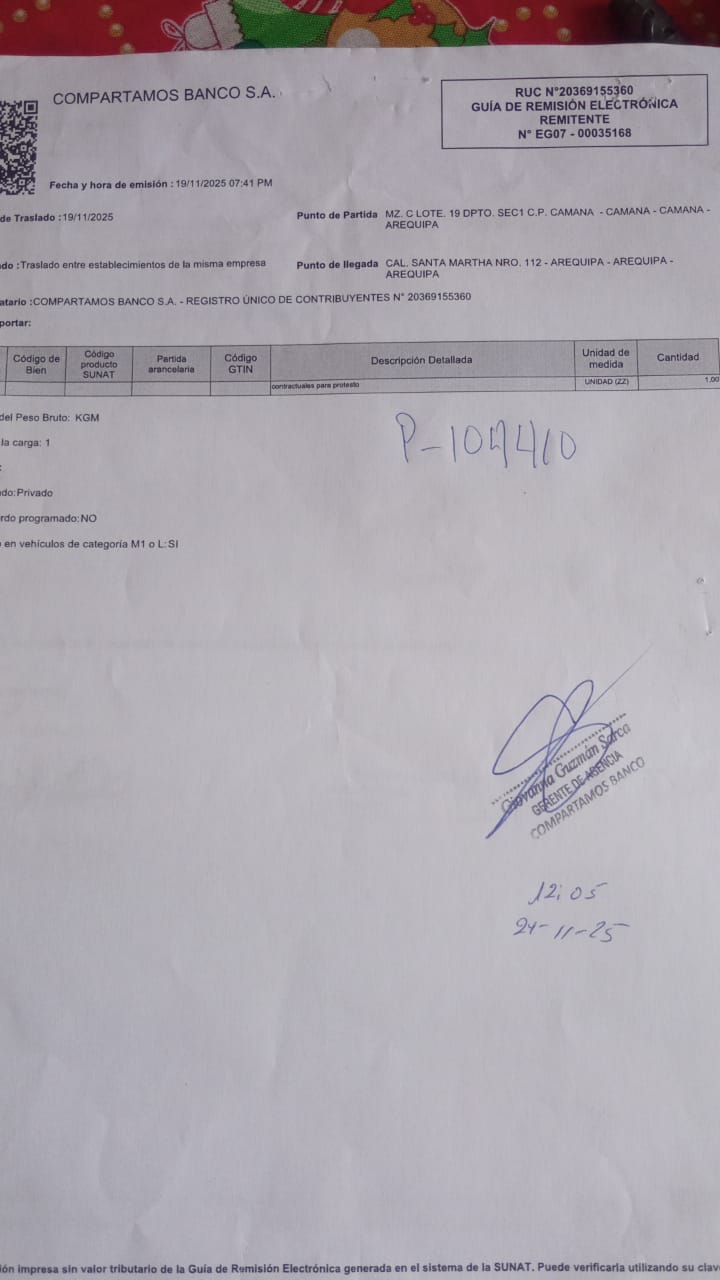 COMPARTAMOS BANCO S.A.
RUC N°20369155360
GUÍA DE REMISIÓN ELECTRÓNICA
REMITENTE
N° EG07 - 00035168
Fecha y hora de emisión : 19/11/2025 07:41 PM
de Traslado : 19/11/2025
Punto de Partida MZ. C LOTE. 19 DPTO. SEC1 C.P. CAMANA - CAMANA - CAMANA -
AREQUIPA
do : Traslado entre establecimientos de la misma empresa
Punto de llegada CAL. SANTA MARTHA NRO. 112 - AREQUIPA - AREQUIPA -
AREQUIPA
atario : COMPARTAMOS BANCO S.A. - REGISTRO ÚNICO DE CONTRIBUYENTES N° 20369155360
portar:
Código de Bien Código producto SUNAT Partida arancelaria Código GTIN Descripción Detallada Unidad de medida Cantidad
contractuales para protesto UNIDAD (ZZ) 1.00
del Peso Bruto: KGM
la carga: 1
:
do: Privado
rdo programado: NO
en vehículos de categoría M1 o L: SI
Giovanna Guzmán Sarca
GERENTE DE AGENCIA
COMPARTAMOS BANCO
12:05
24-11-25
ión impresa sin valor tributario de la Guía de Remisión Electrónica generada en el sistema de la SUNAT. Puede verificarla utilizando su clav